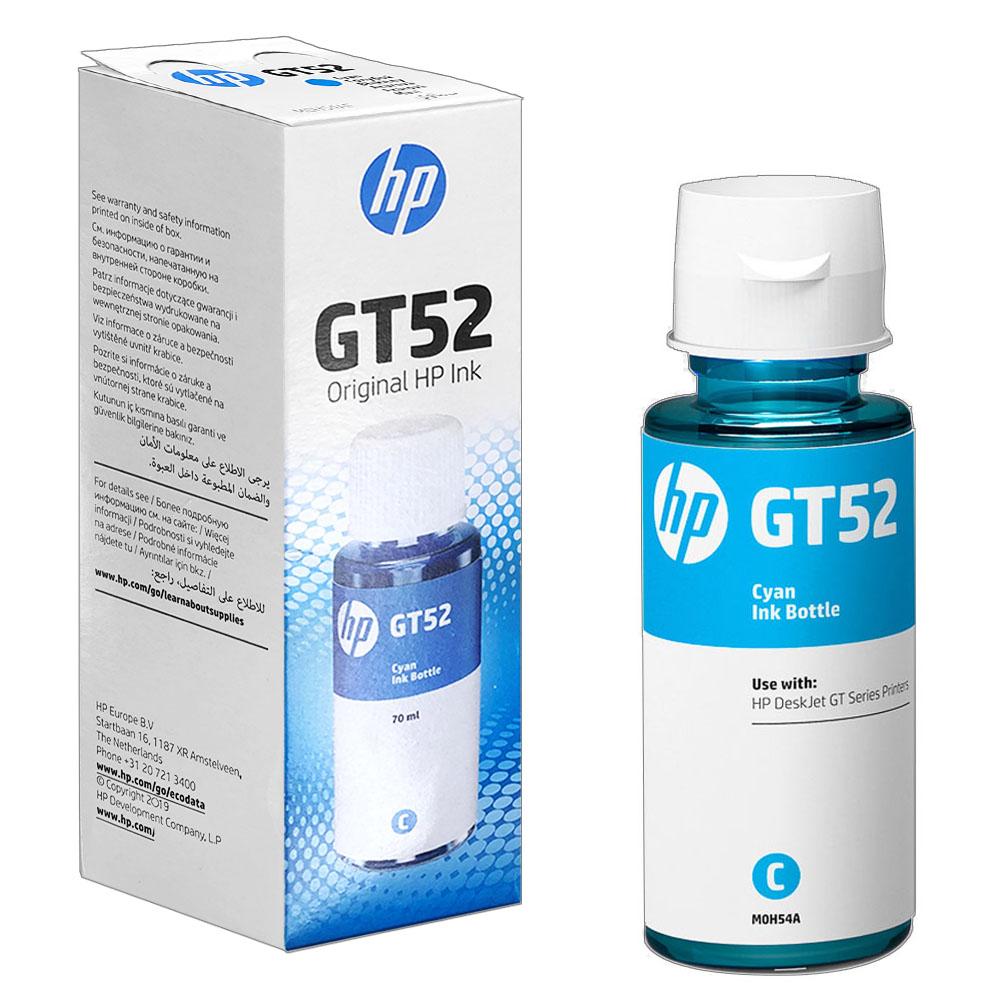 hp GT52
Cyan
M0H54AE
hp
GT52
Original HP Ink
hp GT52
Cyan
Ink Bottle
70 ml
C
See warranty and safety information
printed on inside of box.
См. информацию о гарантии и
безопасности, напечатанную на
внутренней стороне коробки.
Patrz informacje dotyczące gwarancji i
bezpieczeństwa wydrukowane na
wewnętrznej stronie opakowania.
Viz informace o záruce a bezpečnosti
vytištěné uvnitř krabice.
Pozrite si informácie o záruke a
bezpečnosti, ktoré sú vytlačené na
vnútornej strane krabice.
Kutunun iç kısmına basılı garanti ve
güvenlik bilgilerine bakınız.
يرجى الاطلاع على معلومات الأمان
والضمان المطبوعة داخل العبوة.
For details see / Более подробную
информацию см. на сайте: / Więcej
informacji / Podrobnosti si vyhledejte
na adrese / Podrobné informácie
nájdete tu / Ayrıntılar için bkz. /
للاطلاع على التفاصيل، راجع:
www.hp.com/go/learnaboutsupplies
HP Europe B.V
Startbaan 16, 1187 XR Amstelveen,
The Netherlands
Phone +31 20 721 3400
www.hp.com/go/ecodata
© Copyright 2019
HP Development Company, L.P
www.hp.com/
hp GT52
Cyan
Ink Bottle
Use with:
HP DeskJet GT Series Printers
C
M0H54A